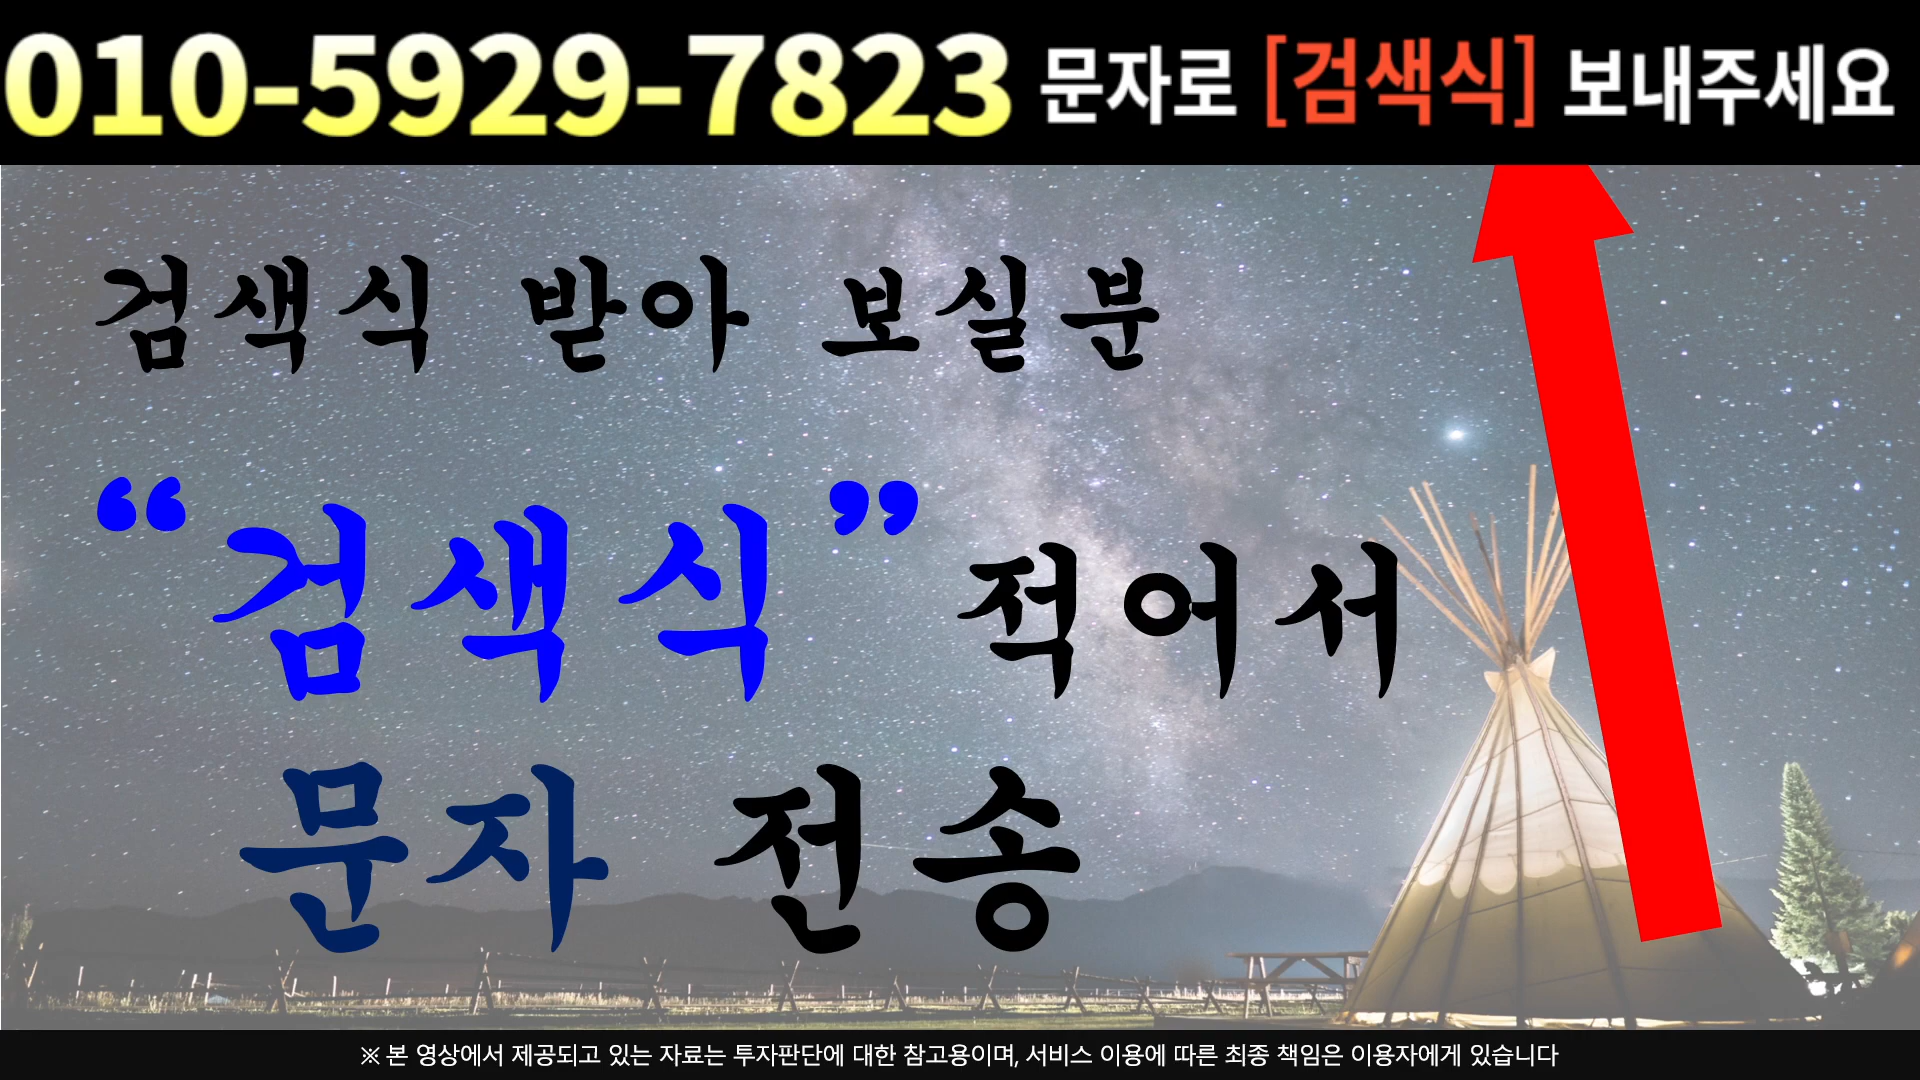 010-5929-7823 문자로 [검색식] 보내주세요
검색식 받아 보실분
“검색식” 적어서
문자 전송
※ 본 영상에서 제공되고 있는 자료는 투자판단에 대한 참고용이며, 서비스 이용에 따른 최종 책임은 이용자에게 있습니다